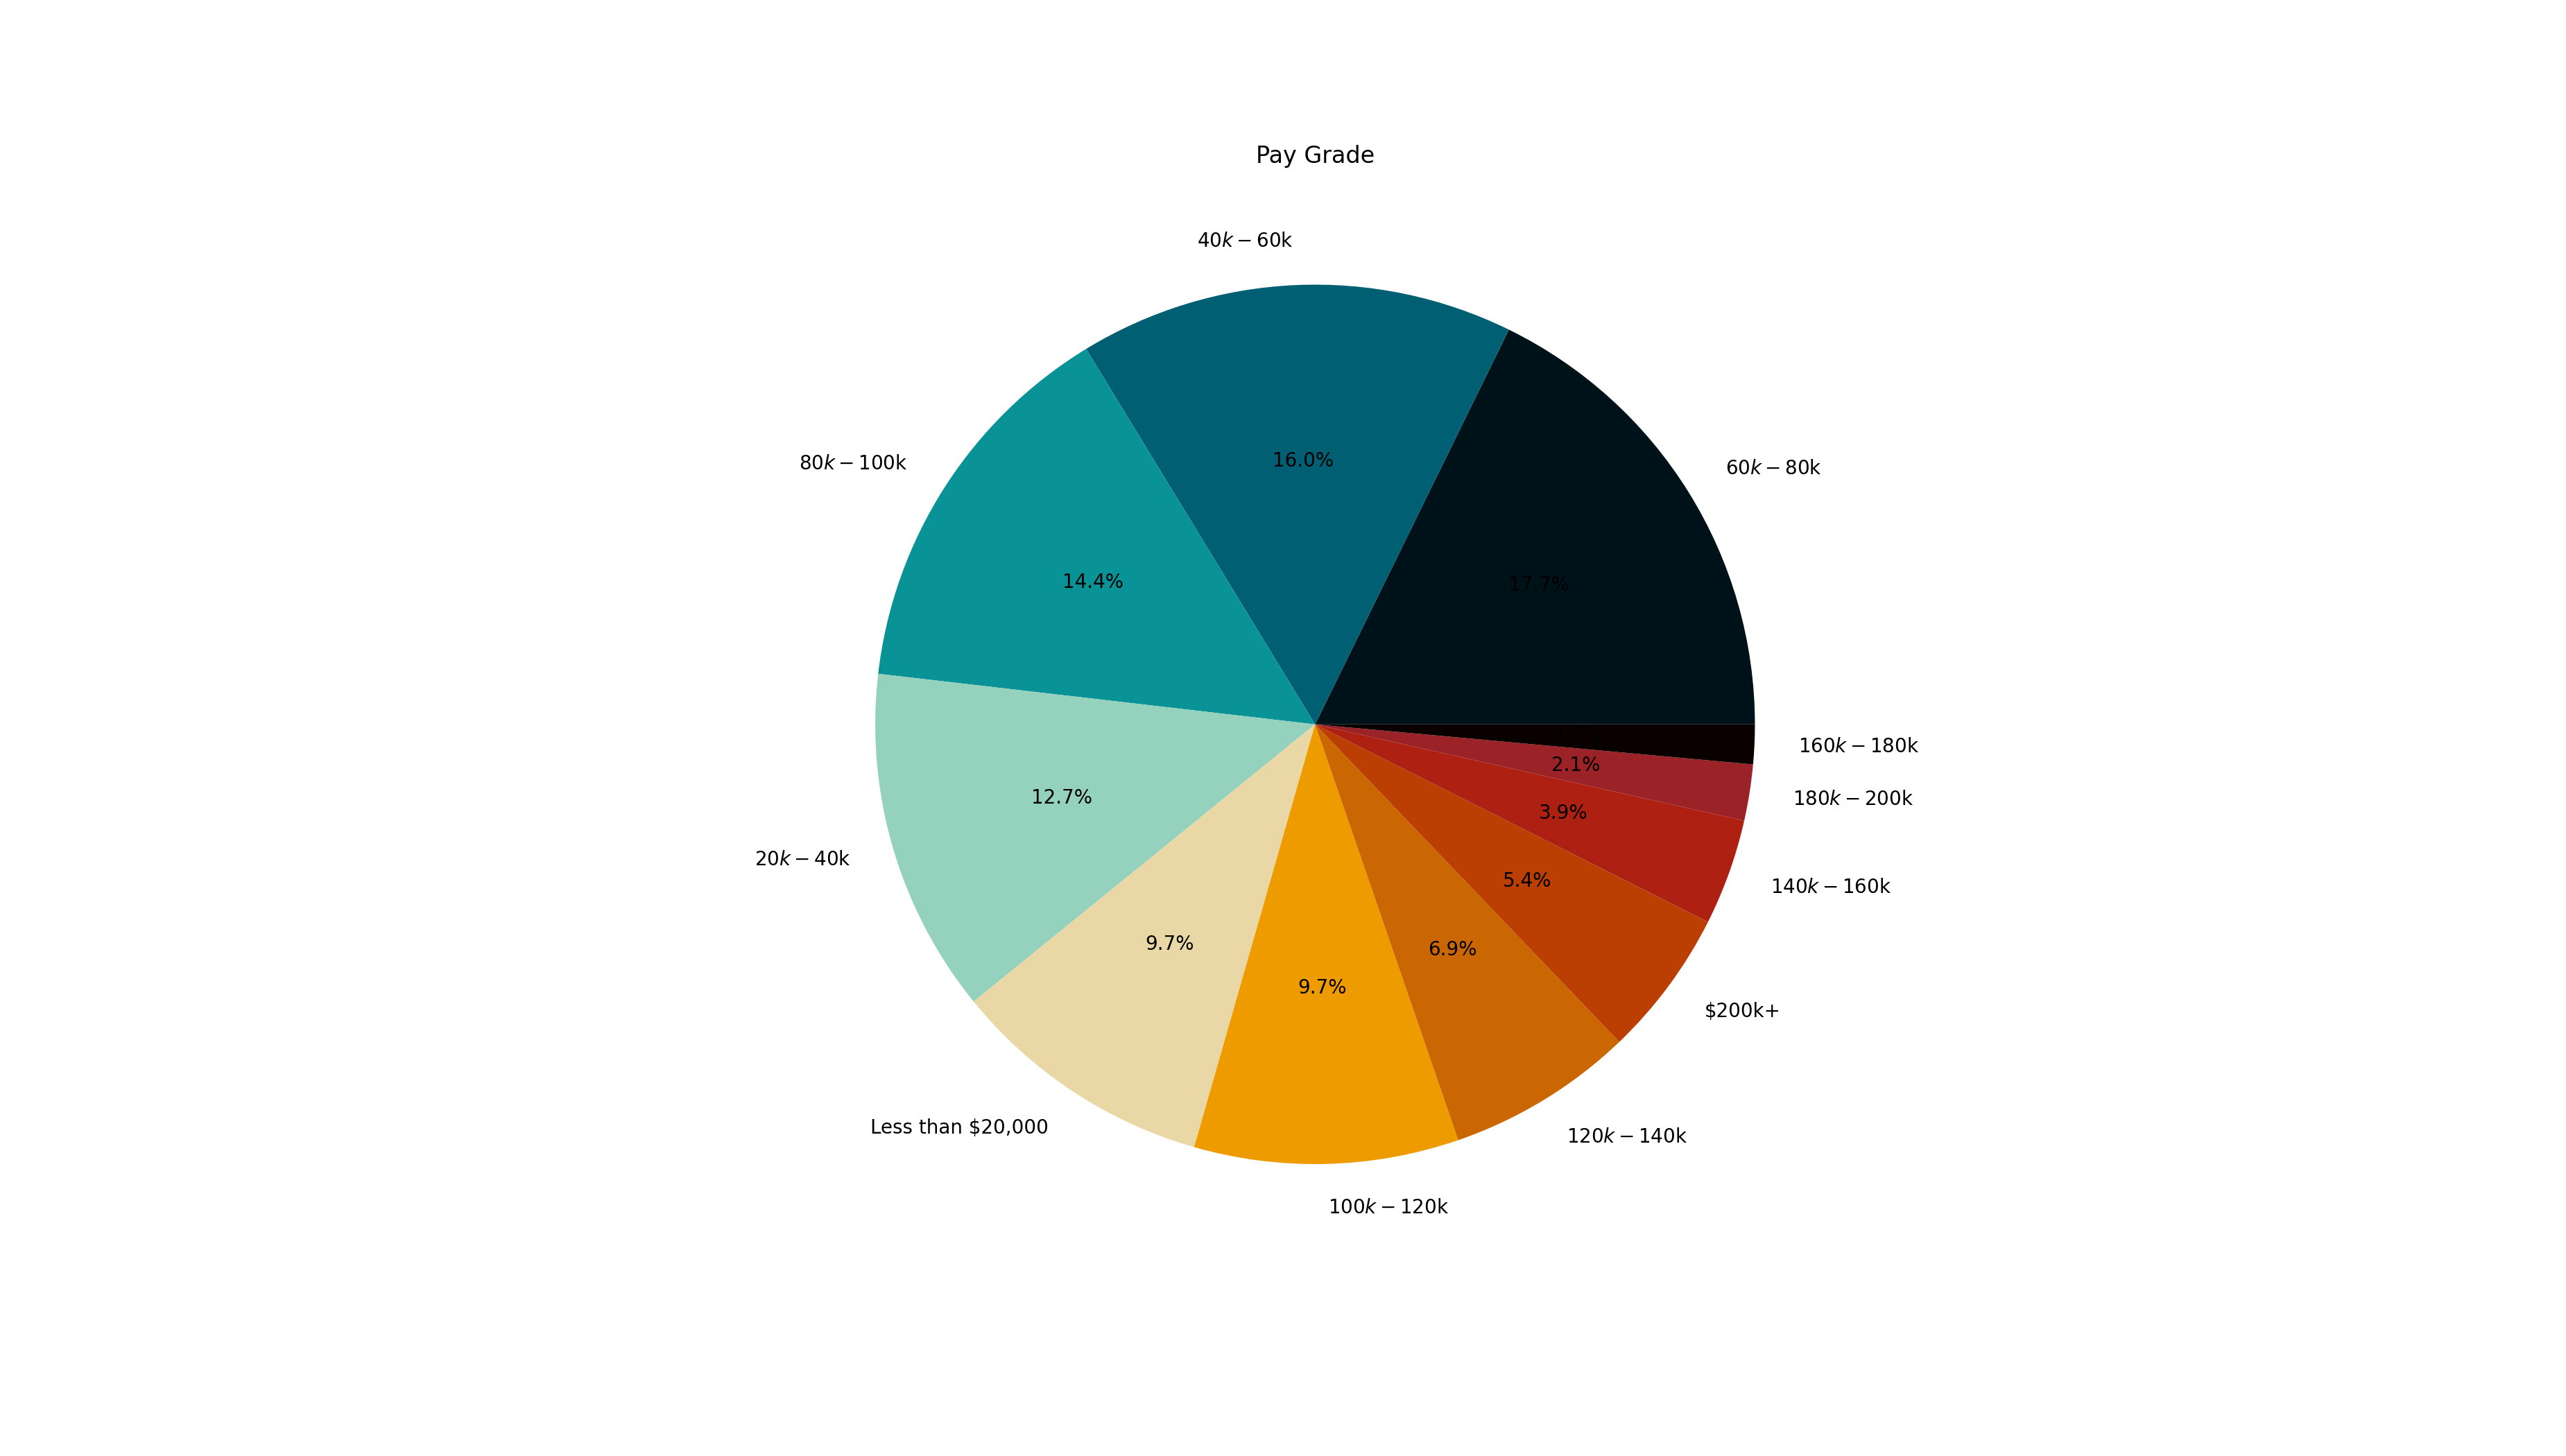 Pay Grade
40k − 60k
60k − 80k
80k − 100k
16.0%
14.4%
17.7%
160k − 180k
2.1%
180k − 200k
12.7%
3.9%
20k − 40k
5.4%
140k − 160k
9.7%
6.9%
9.7%
$200k+
Less than $20,000
120k − 140k
100k − 120k